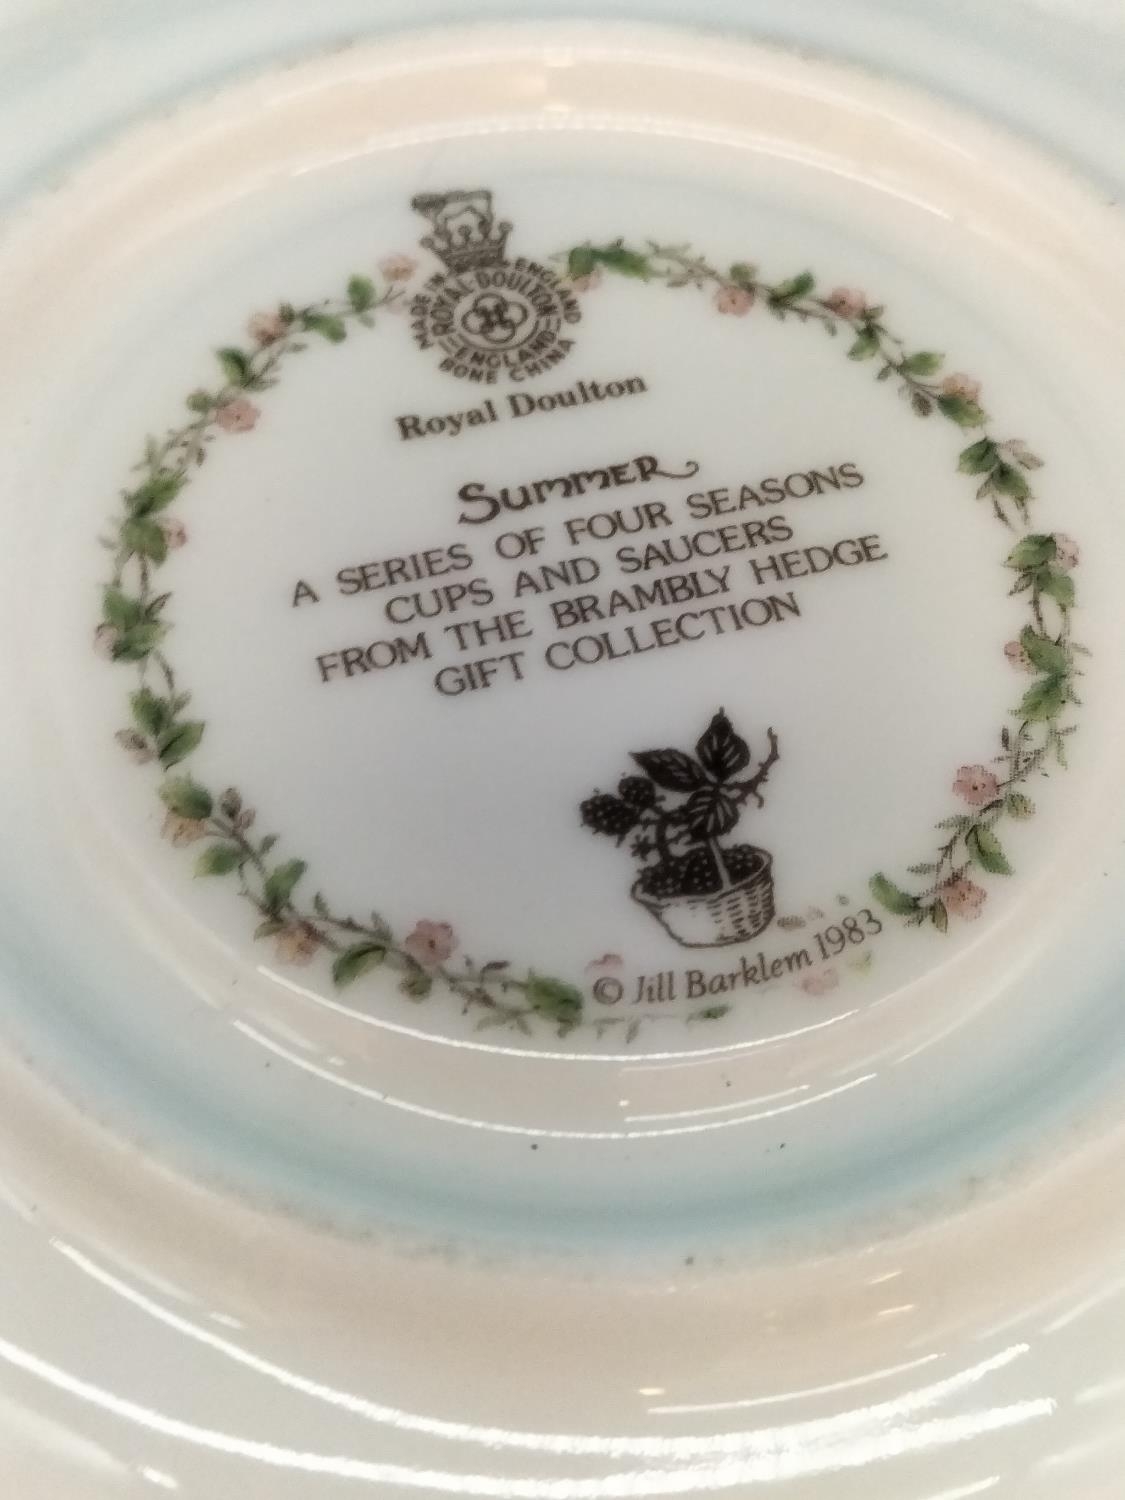 MADE IN ENGLAND
ROYAL·DOULTON
ENGLAND
BONE CHINA
Royal Doulton
Summer
A SERIES OF FOUR SEASONS
CUPS AND SAUCERS
FROM THE BRAMBLY HEDGE
GIFT COLLECTION
© Jill Barklem 1983